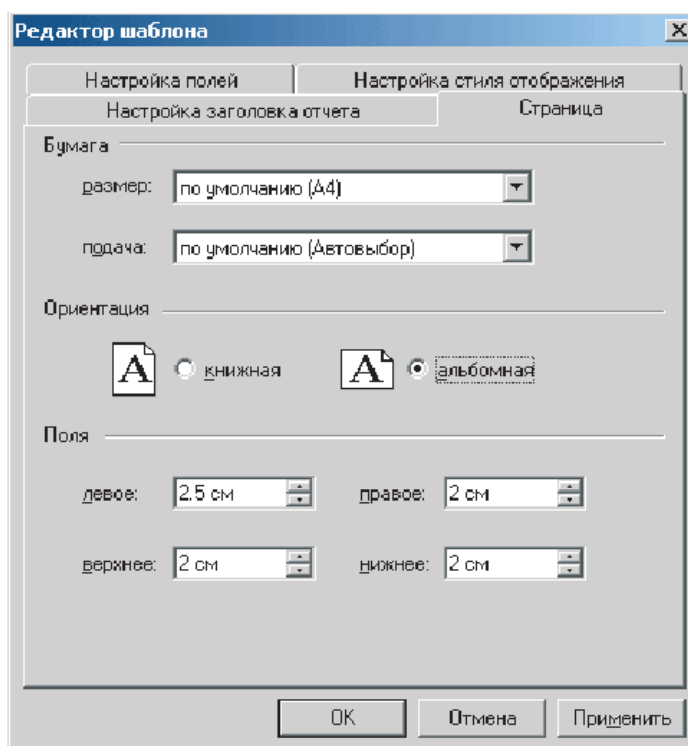 Редактор шаблона
Настройка полей Настройка стиля отображения
Настройка заголовка отчета Страница
Бумага
размер: по умолчанию (A4)
подача: по умолчанию (Автовыбор)
Ориентация
A книжная A альбомная
Поля
левое: 2.5 см правое: 2 см
верхнее: 2 см нижнее: 2 см
OK Отмена Применить